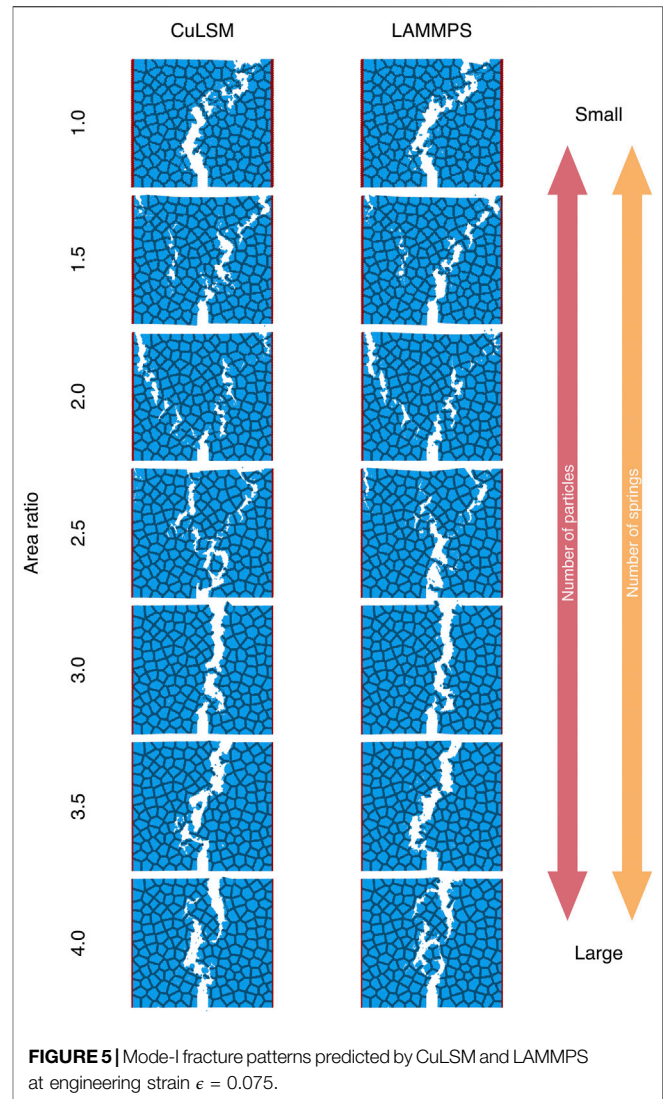 CuLSM
LAMMPS
1.0
Small
1.5
2.0
Area ratio
2.5
Number of particles
Number of springs
3.0
3.5
4.0
Large
FIGURE 5 | Mode-I fracture patterns predicted by CuLSM and LAMMPS
at engineering strain ϵ = 0.075.